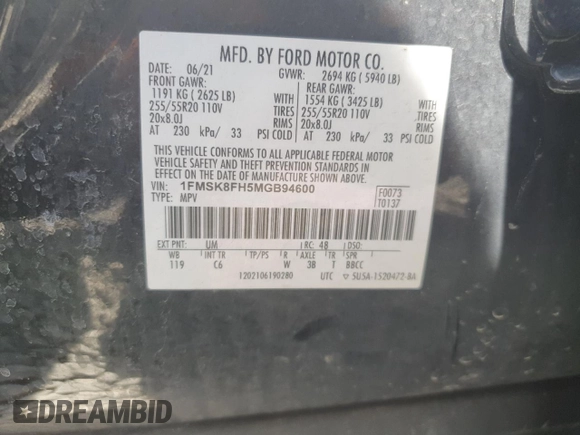 MFD. BY FORD MOTOR CO.
06/21 GVWR: 2694 KG ( 5940 LB)
FRONT GAWR: REAR GAWR:
1191 KG ( 2625 LB) WITH 1554 KG ( 3425 LB) WITH
255/55R20 110V TIRES 255/55R20 110V TIRES
20x8.0J RIMS 20x8.0J RIMS
AT 230 kPa/ 33 PSI COLD AT 230 kPa/ 33 PSI COLD
THIS VEHICLE CONFORMS TO ALL APPLICABLE FEDERAL MOTOR
VEHICLE SAFETY AND THEFT PREVENTION STANDARDS IN
EFFECT ON THE DATE OF MANUFACTURE SHOWN ABOVE.
VIN: 1FMSK8FH5MGB94600 F0073
TYPE: MPV T0137
EXT PNT: UM RC: 48 DSO:
WB INT TR TP/PS R AXLE TR SPR
119 C6 W 3B T BBCC
1202106190280 UTC 5U5A-1520472-BA
DREAMBID